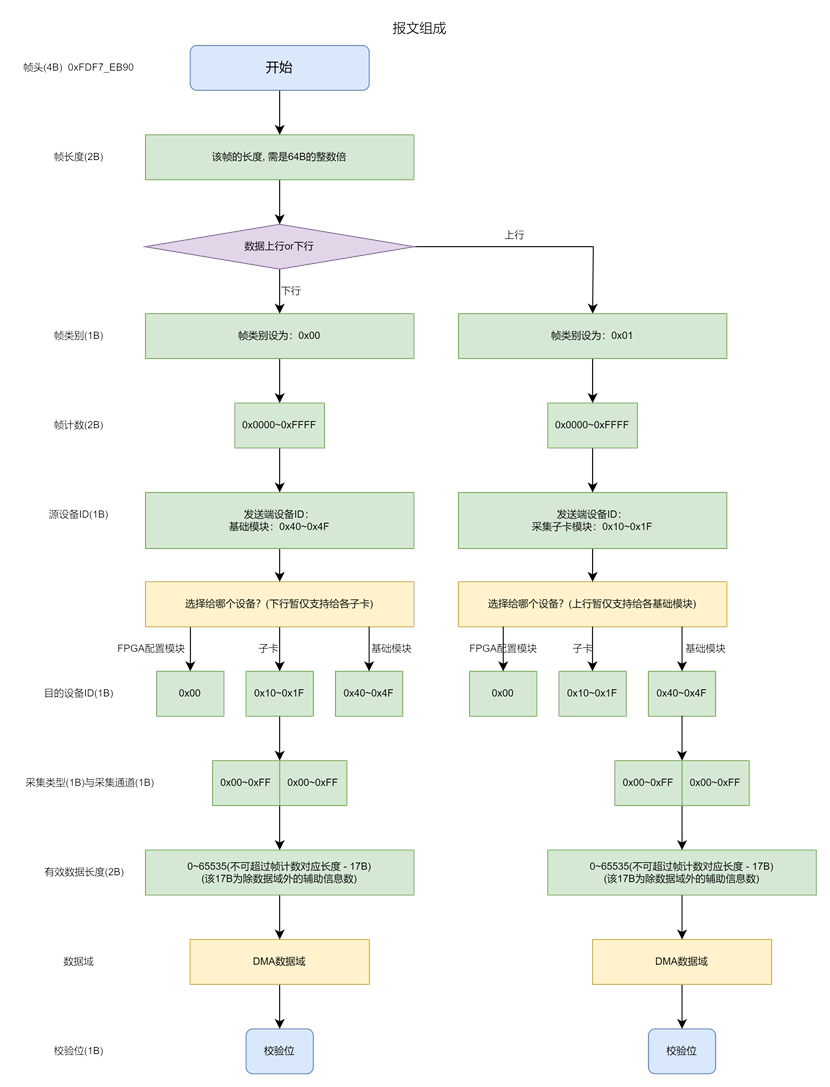 报文组成
帧头(4B) 0xFDF7_EB90
开始
帧长度(2B)
该帧的长度, 需是64B的整数倍
数据上行or下行
上行
下行
帧类别(1B)
帧类别设为：0x00
帧类别设为：0x01
帧计数(2B)
0x0000~0xFFFF
0x0000~0xFFFF
源设备ID(1B)
发送端设备ID：
基础模块：0x40~0x4F
发送端设备ID：
采集子卡模块：0x10~0x1F
选择给哪个设备？(下行暂仅支持给各子卡)
选择给哪个设备？(上行暂仅支持给各基础模块)
FPGA配置模块
子卡
基础模块
FPGA配置模块
子卡
基础模块
目的设备ID(1B)
0x00
0x10~0x1F
0x40~0x4F
0x00
0x10~0x1F
0x40~0x4F
采集类型(1B)与采集通道(1B)
0x00~0xFF
0x00~0xFF
0x00~0xFF
0x00~0xFF
有效数据长度(2B)
0~65535(不可超过帧计数对应长度 - 17B)
(该17B为除数据域外的辅助信息数)
0~65535(不可超过帧计数对应长度 - 17B)
(该17B为除数据域外的辅助信息数)
数据域
DMA数据域
DMA数据域
校验位(1B)
校验位
校验位